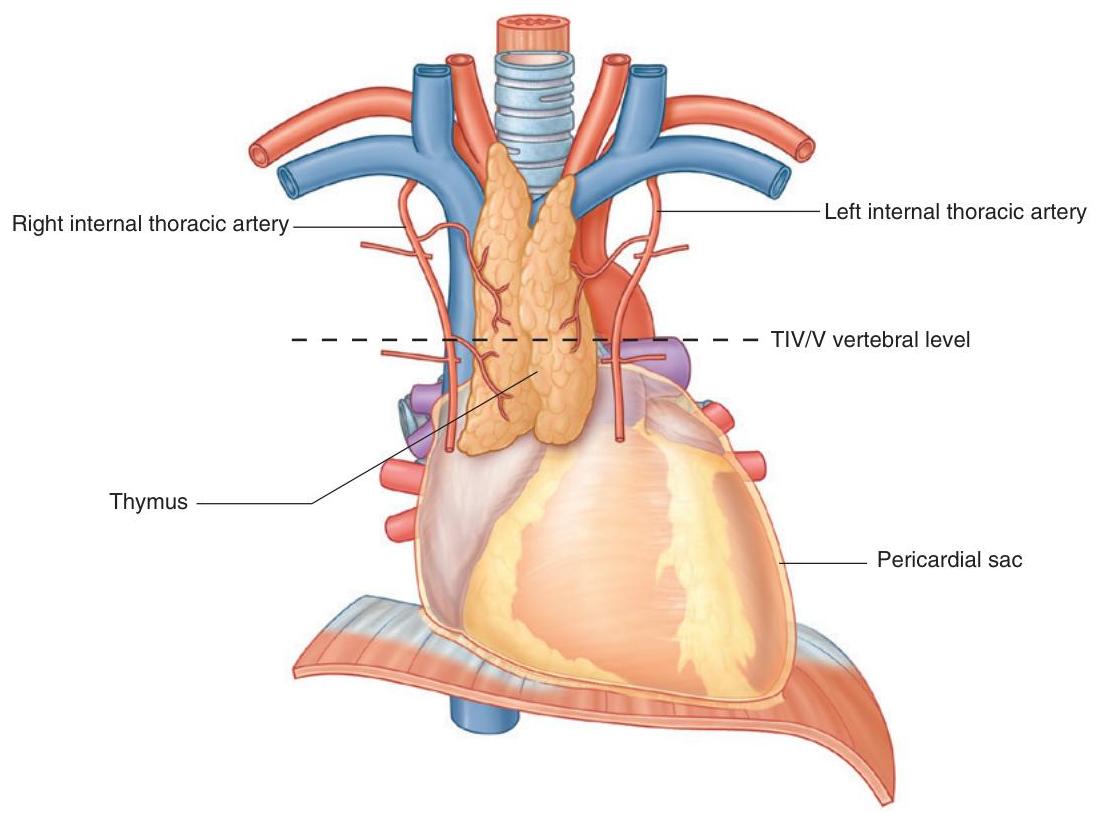 Left internal thoracic artery
Right internal thoracic artery
TIV/V vertebral level
Thymus
Pericardial sac